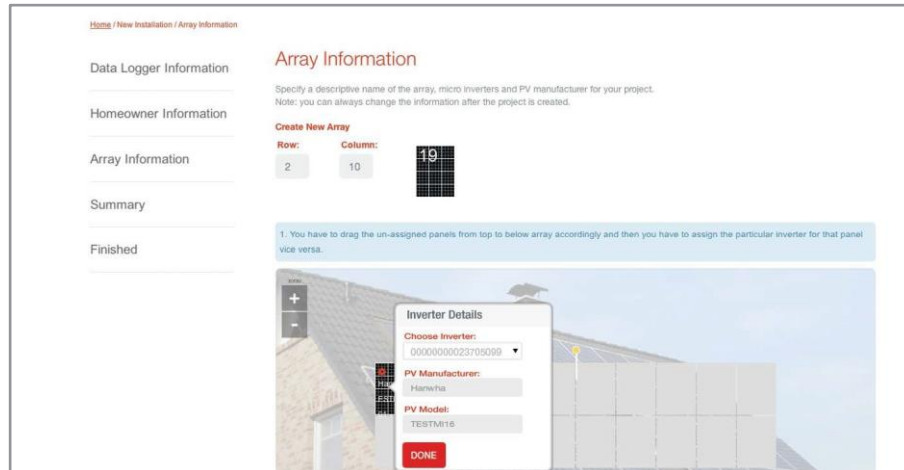 Home / New Installation / Array Information
Data Logger Information
Homeowner Information
Array Information
Summary
Finished
Array Information
Specify a descriptive name of the array, micro inverters and PV manufacturer for your project.
Note: you can always change the information after the project is created.
Create New Array
Row: Column:
2 10
19
1. You have to drag the un-assigned panels from top to below array accordingly and then you have to assign the particular inverter for that panel
vice versa.
+
-
Inverter Details
Choose Inverter:
00000000023705099
PV Manufacturer:
Hanwha
PV Model:
TESTMI16
DONE